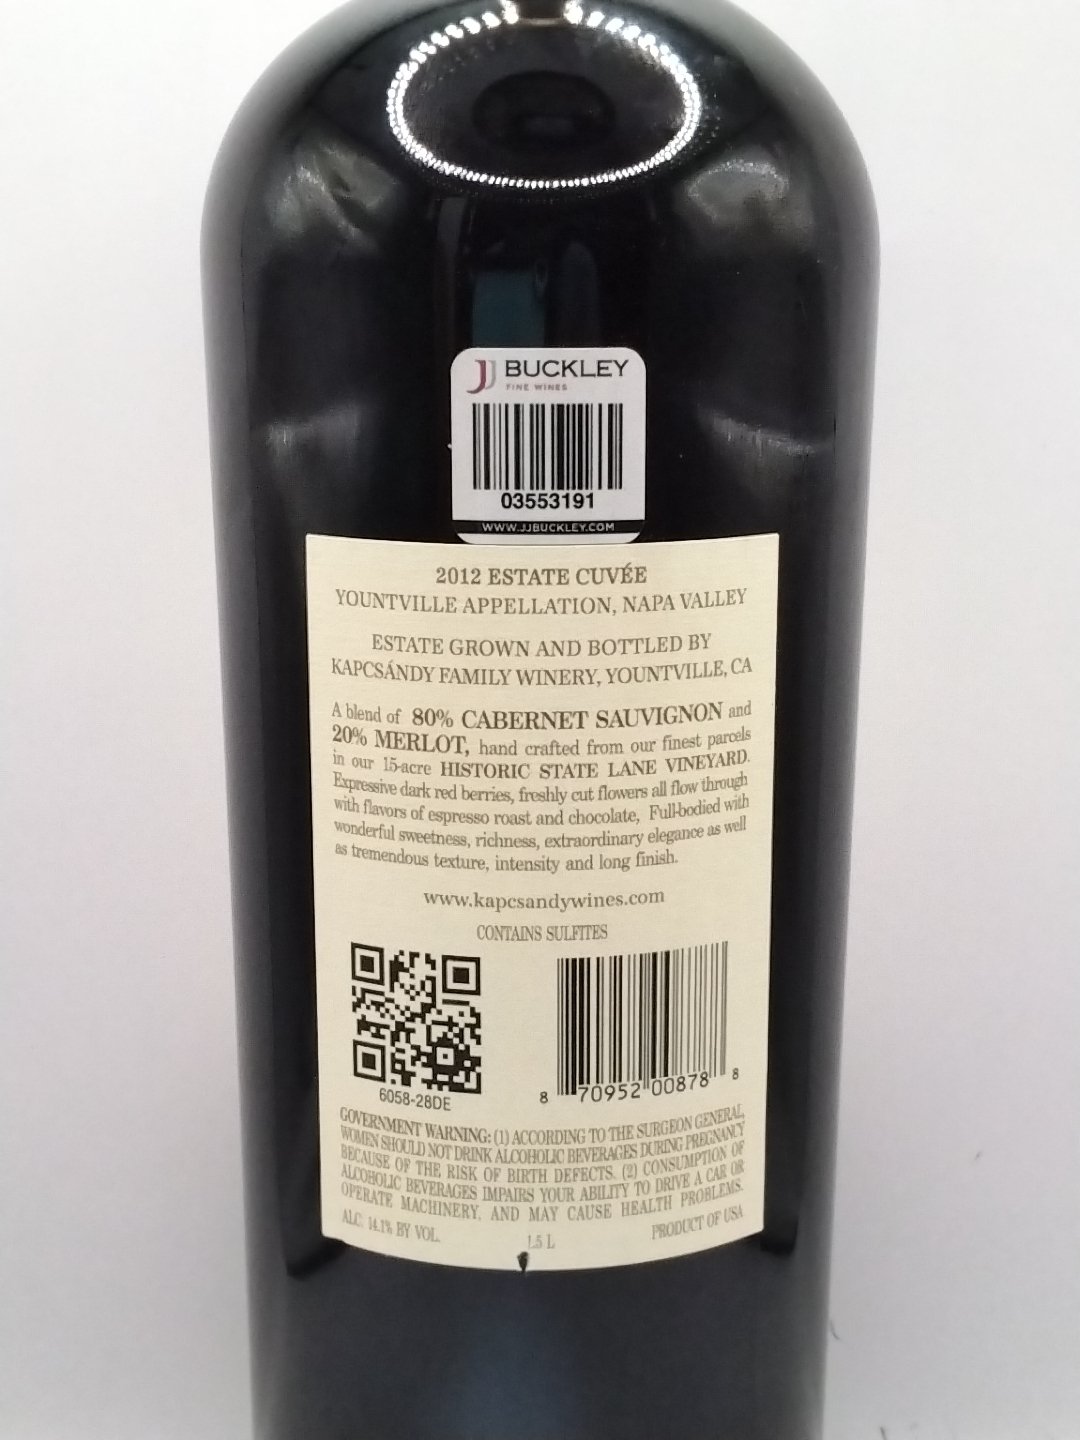 JJ BUCKLEY
FINE WINES
03553191
WWW.JJBUCKLEY.COM
2012 ESTATE CUVÉE
YOUNTVILLE APPELLATION, NAPA VALLEY
ESTATE GROWN AND BOTTLED BY
KAPCSÁNDY FAMILY WINERY, YOUNTVILLE, CA
A blend of 80% CABERNET SAUVIGNON and
20% MERLOT, hand crafted from our finest parcels
in our 15-acre HISTORIC STATE LANE VINEYARD.
Expressive dark red berries, freshly cut flowers all flow through
with flavors of espresso roast and chocolate, Full-bodied with
wonderful sweetness, richness, extraordinary elegance as well
as tremendous texture, intensity and long finish.
www.kapcsandywines.com
CONTAINS SULFITES
6058-28DE
8 70952 00878 8
GOVERNMENT WARNING: (1) ACCORDING TO THE SURGEON GENERAL,
WOMEN SHOULD NOT DRINK ALCOHOLIC BEVERAGES DURING PREGNANCY
BECAUSE OF THE RISK OF BIRTH DEFECTS. (2) CONSUMPTION OF
ALCOHOLIC BEVERAGES IMPAIRS YOUR ABILITY TO DRIVE A CAR OR
OPERATE MACHINERY, AND MAY CAUSE HEALTH PROBLEMS.
ALC. 14.1% BY VOL. 1.5 L PRODUCT OF USA